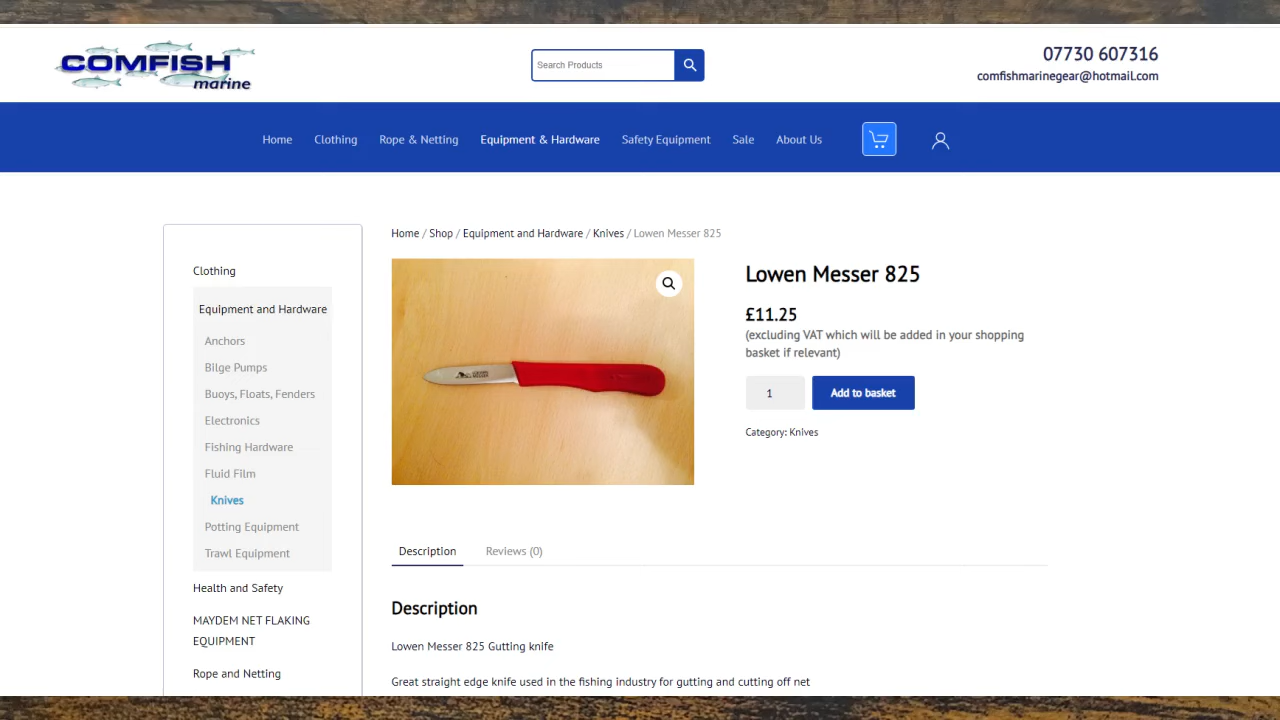 COMFISH
marine
Search Products
07730 607316
comfishmarinegear@hotmail.com
Home
Clothing
Rope & Netting
Equipment & Hardware
Safety Equipment
Sale
About Us
Clothing
Equipment and Hardware
Anchors
Bilge Pumps
Buoys, Floats, Fenders
Electronics
Fishing Hardware
Fluid Film
Knives
Potting Equipment
Trawl Equipment
Health and Safety
MAYDEM NET FLAKING
EQUIPMENT
Rope and Netting
Home / Shop / Equipment and Hardware / Knives / Lowen Messer 825
Lowen Messer 825
£11.25
(excluding VAT which will be added in your shopping
basket if relevant)
1
Add to basket
Category: Knives
Description
Reviews (0)
Description
Lowen Messer 825 Gutting knife
Great straight edge knife used in the fishing industry for gutting and cutting off net